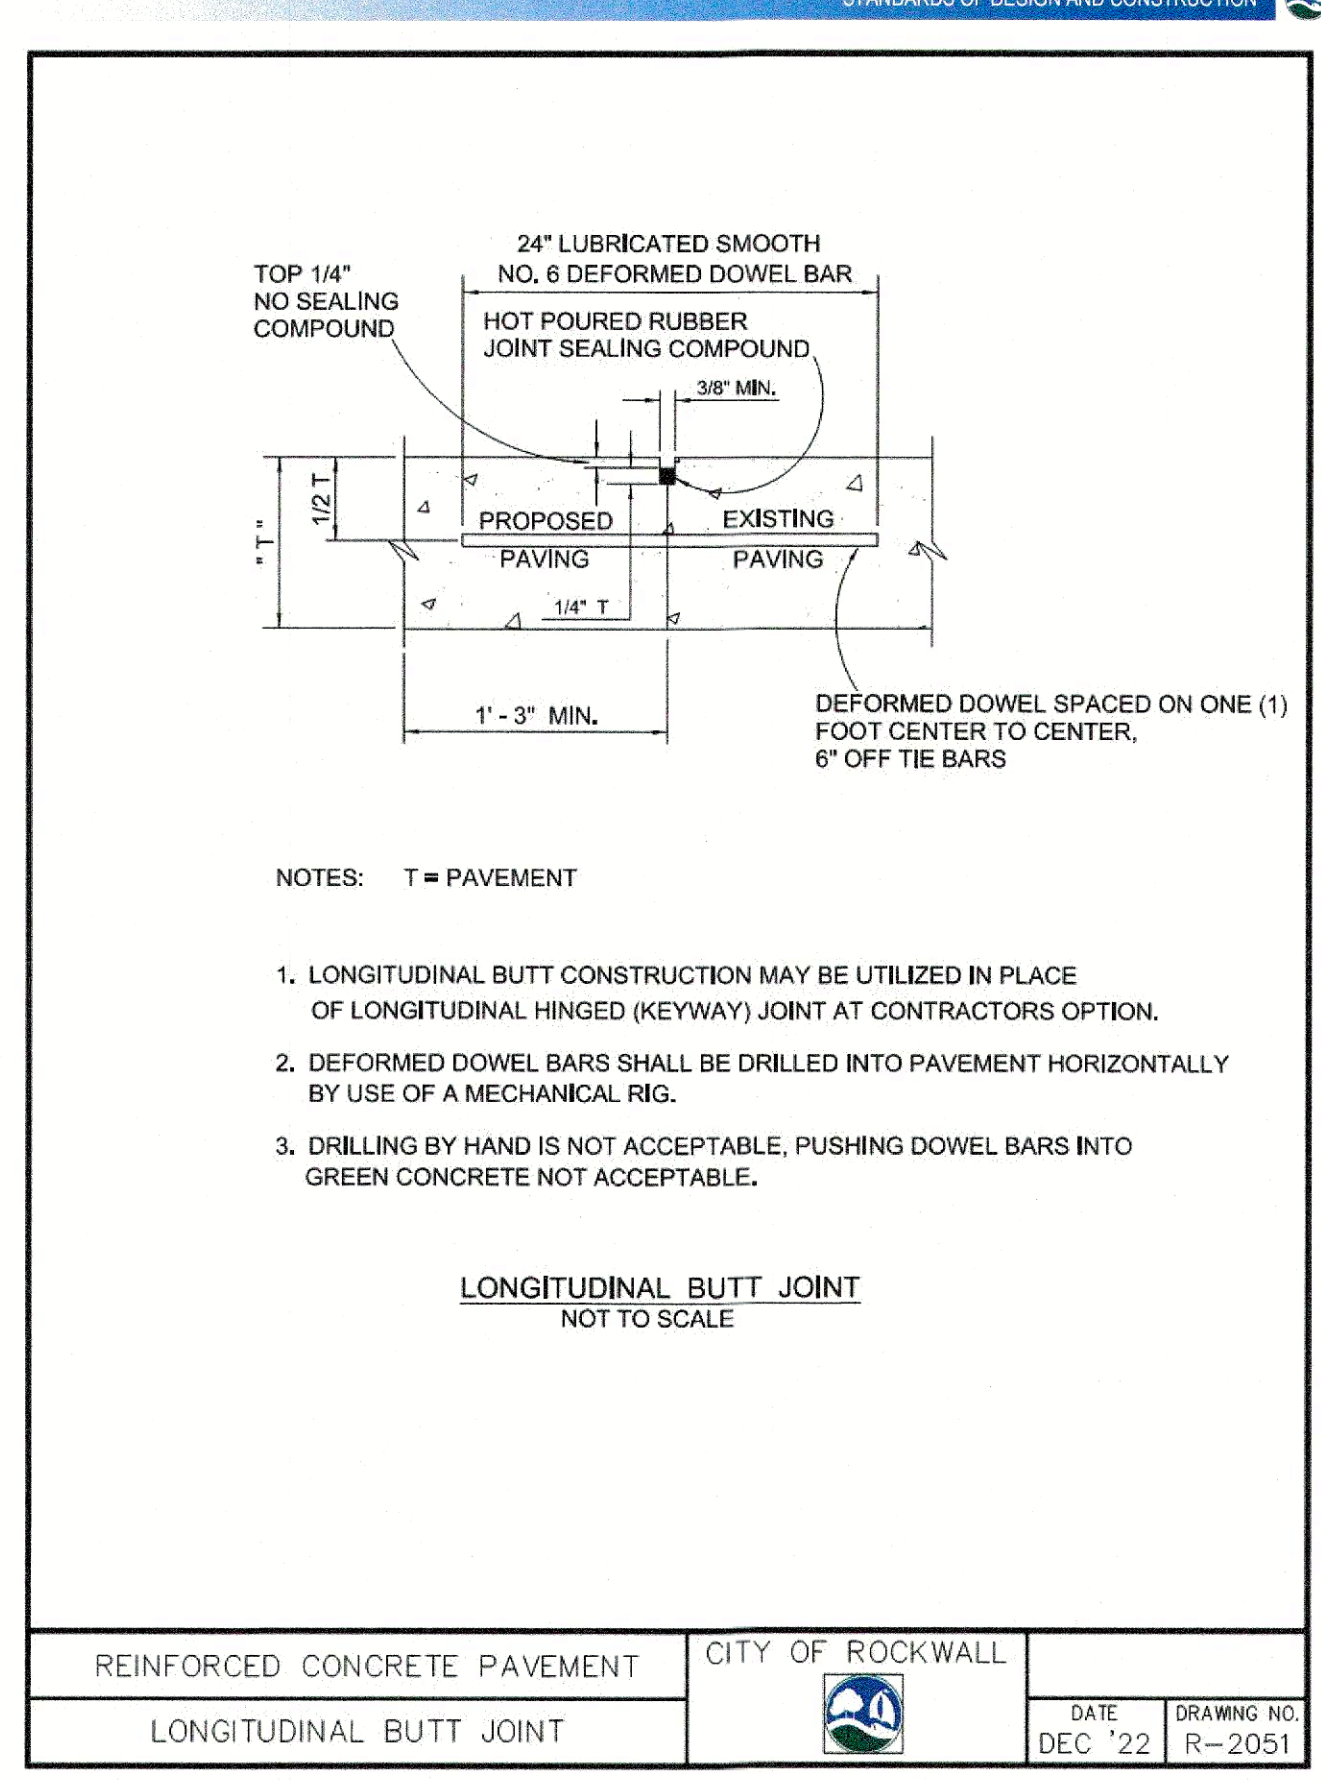 STANDARDS OF DESIGN AND CONSTRUCTION
24" LUBRICATED SMOOTH
NO. 6 DEFORMED DOWEL BAR
TOP 1/4"
NO SEALING
COMPOUND
HOT POURED RUBBER
JOINT SEALING COMPOUND
3/8" MIN.
1/2 T
" T "
PROPOSED
PAVING
EXISTING
PAVING
1/4" T
1' - 3" MIN.
DEFORMED DOWEL SPACED ON ONE (1)
FOOT CENTER TO CENTER,
6" OFF TIE BARS
NOTES: T = PAVEMENT
1. LONGITUDINAL BUTT CONSTRUCTION MAY BE UTILIZED IN PLACE
OF LONGITUDINAL HINGED (KEYWAY) JOINT AT CONTRACTORS OPTION.
2. DEFORMED DOWEL BARS SHALL BE DRILLED INTO PAVEMENT HORIZONTALLY
BY USE OF A MECHANICAL RIG.
3. DRILLING BY HAND IS NOT ACCEPTABLE, PUSHING DOWEL BARS INTO
GREEN CONCRETE NOT ACCEPTABLE.
LONGITUDINAL BUTT JOINT
NOT TO SCALE
REINFORCED CONCRETE PAVEMENT
LONGITUDINAL BUTT JOINT
CITY OF ROCKWALL
DATE
DEC '22
DRAWING NO.
R-2051